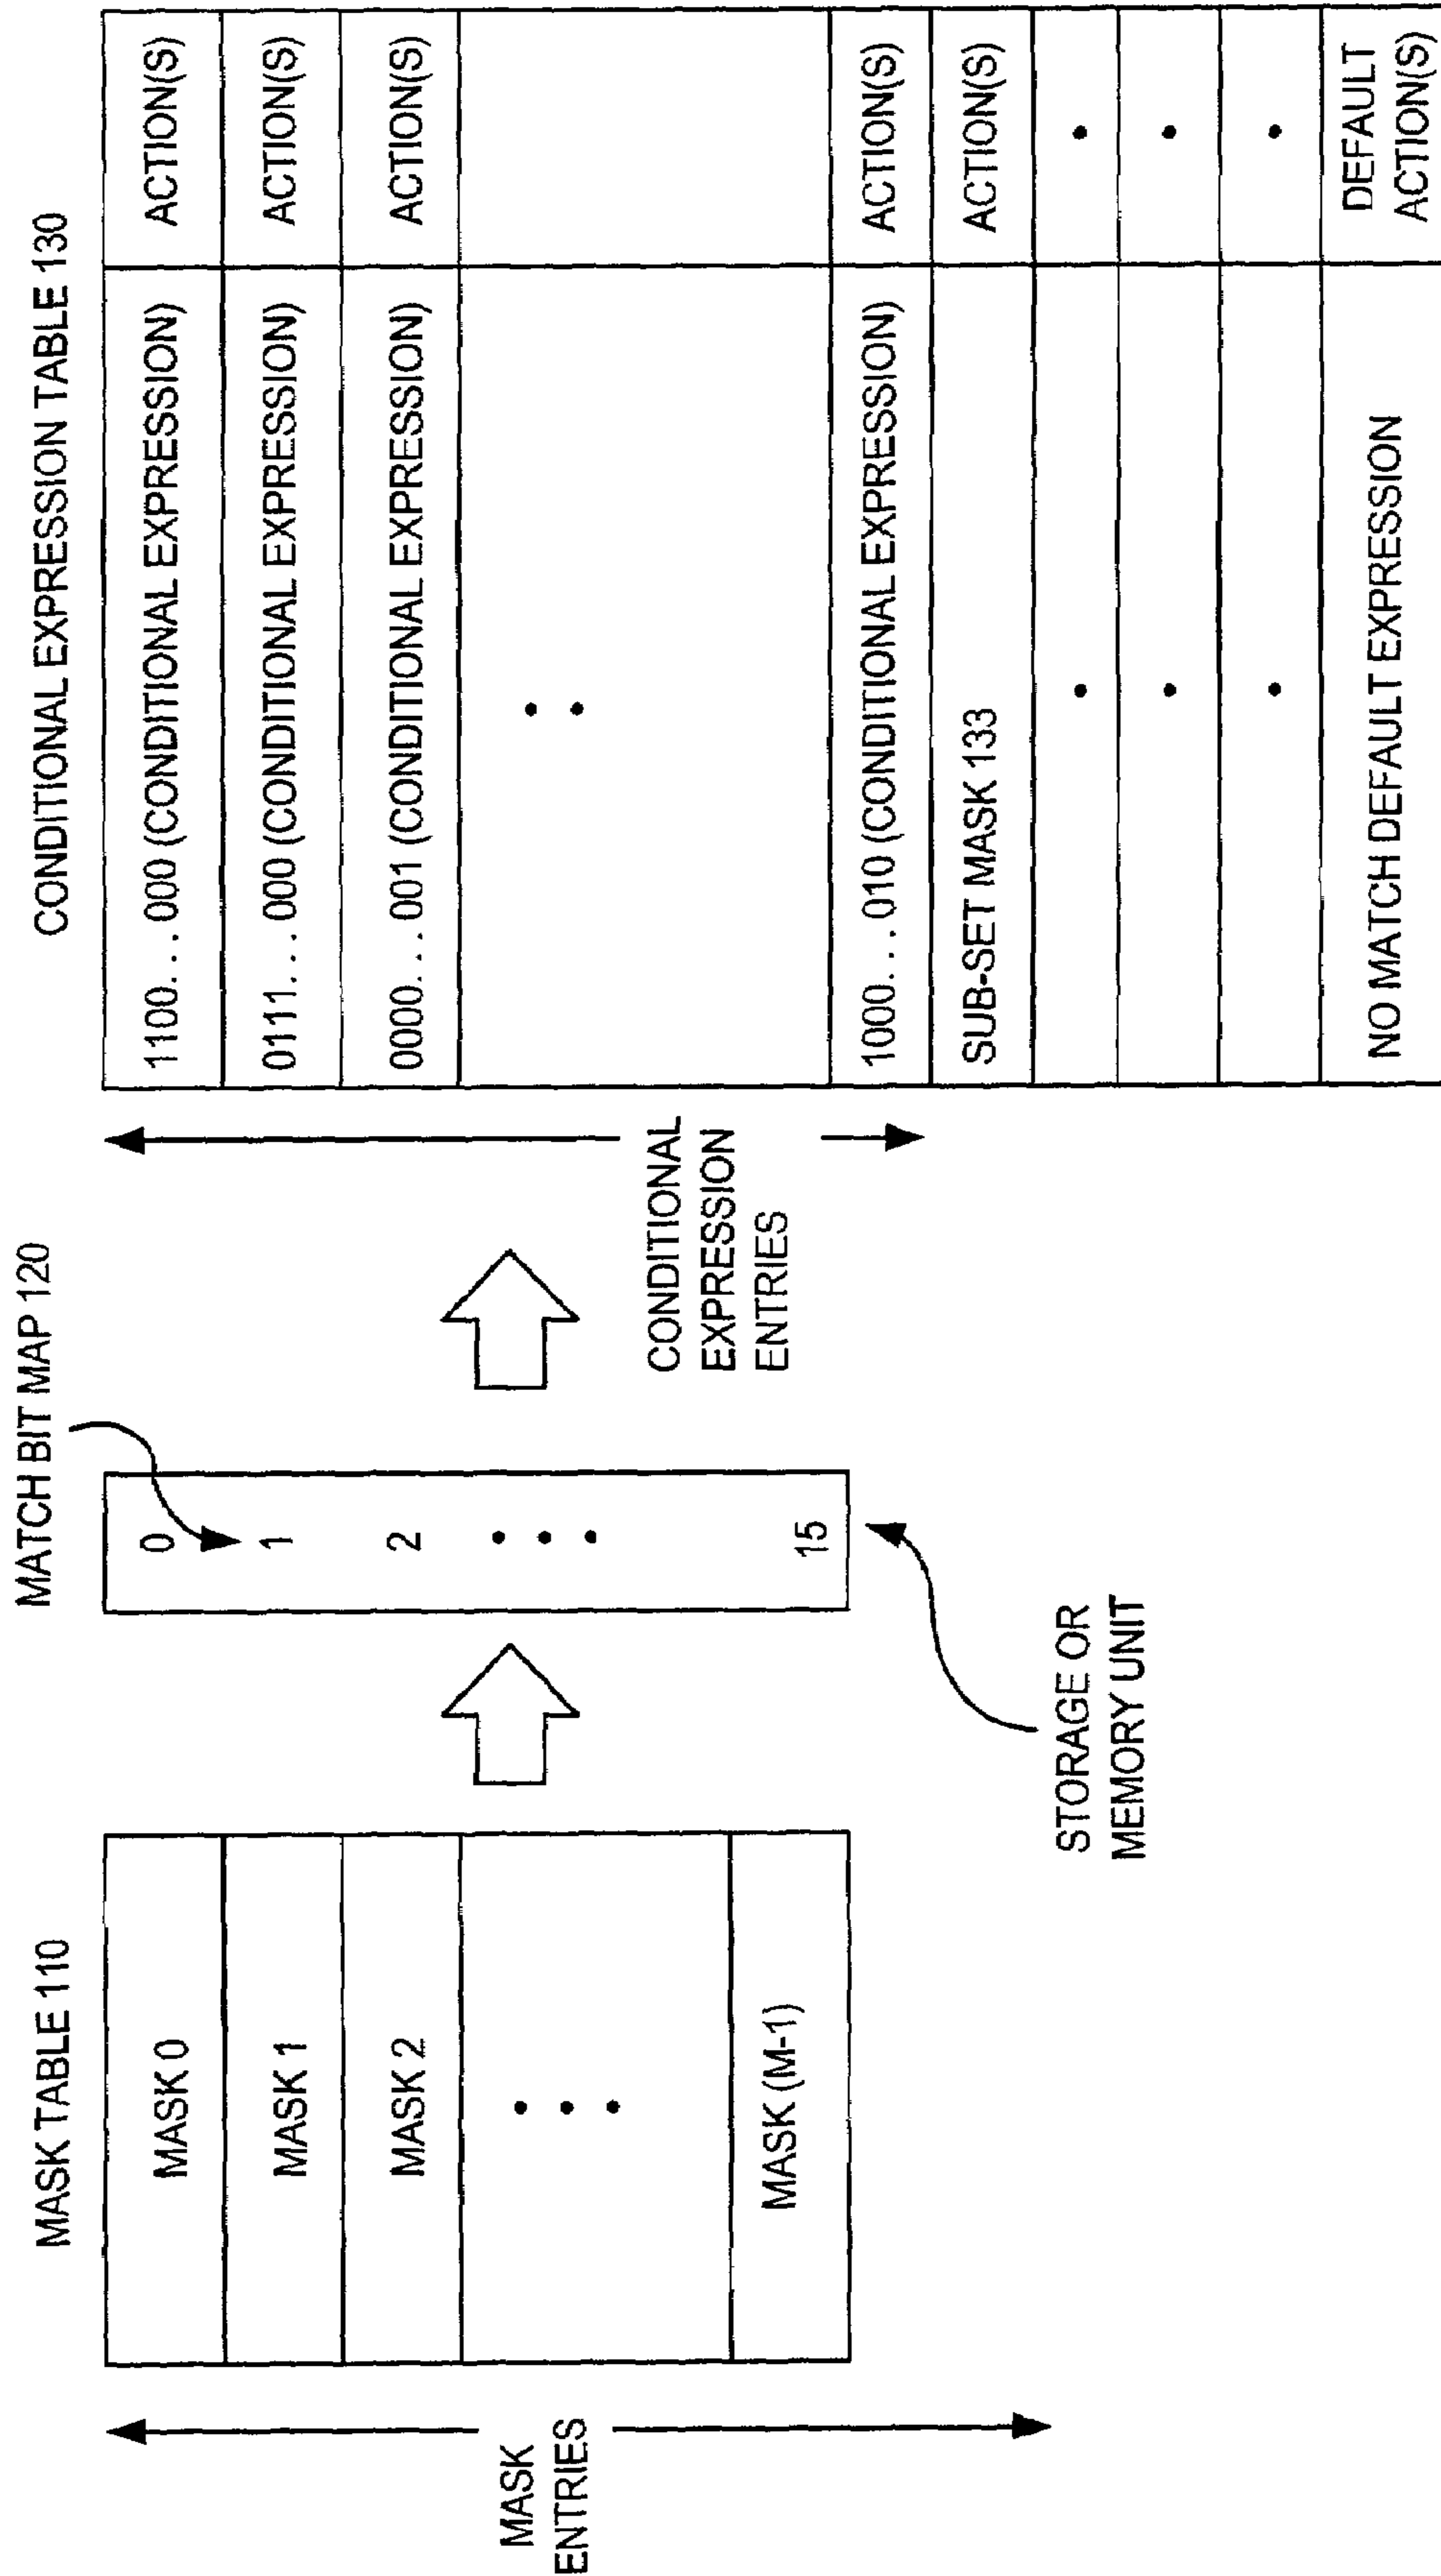 MASK TABLE 110
MASK
ENTRIES
MASK 0
MASK 1
MASK 2
MASK (M-1)
MATCH BIT MAP 120
0
1
2
15
STORAGE OR
MEMORY UNIT
CONDITIONAL EXPRESSION TABLE 130
CONDITIONAL
EXPRESSION
ENTRIES
1100. . . 000 (CONDITIONAL EXPRESSION) ACTION(S)
0111. . . 000 (CONDITIONAL EXPRESSION) ACTION(S)
0000. . . 001 (CONDITIONAL EXPRESSION) ACTION(S)
1000. . . 010 (CONDITIONAL EXPRESSION) ACTION(S)
SUB-SET MASK 133 ACTION(S)
NO MATCH DEFAULT EXPRESSION
DEFAULT
ACTION(S)